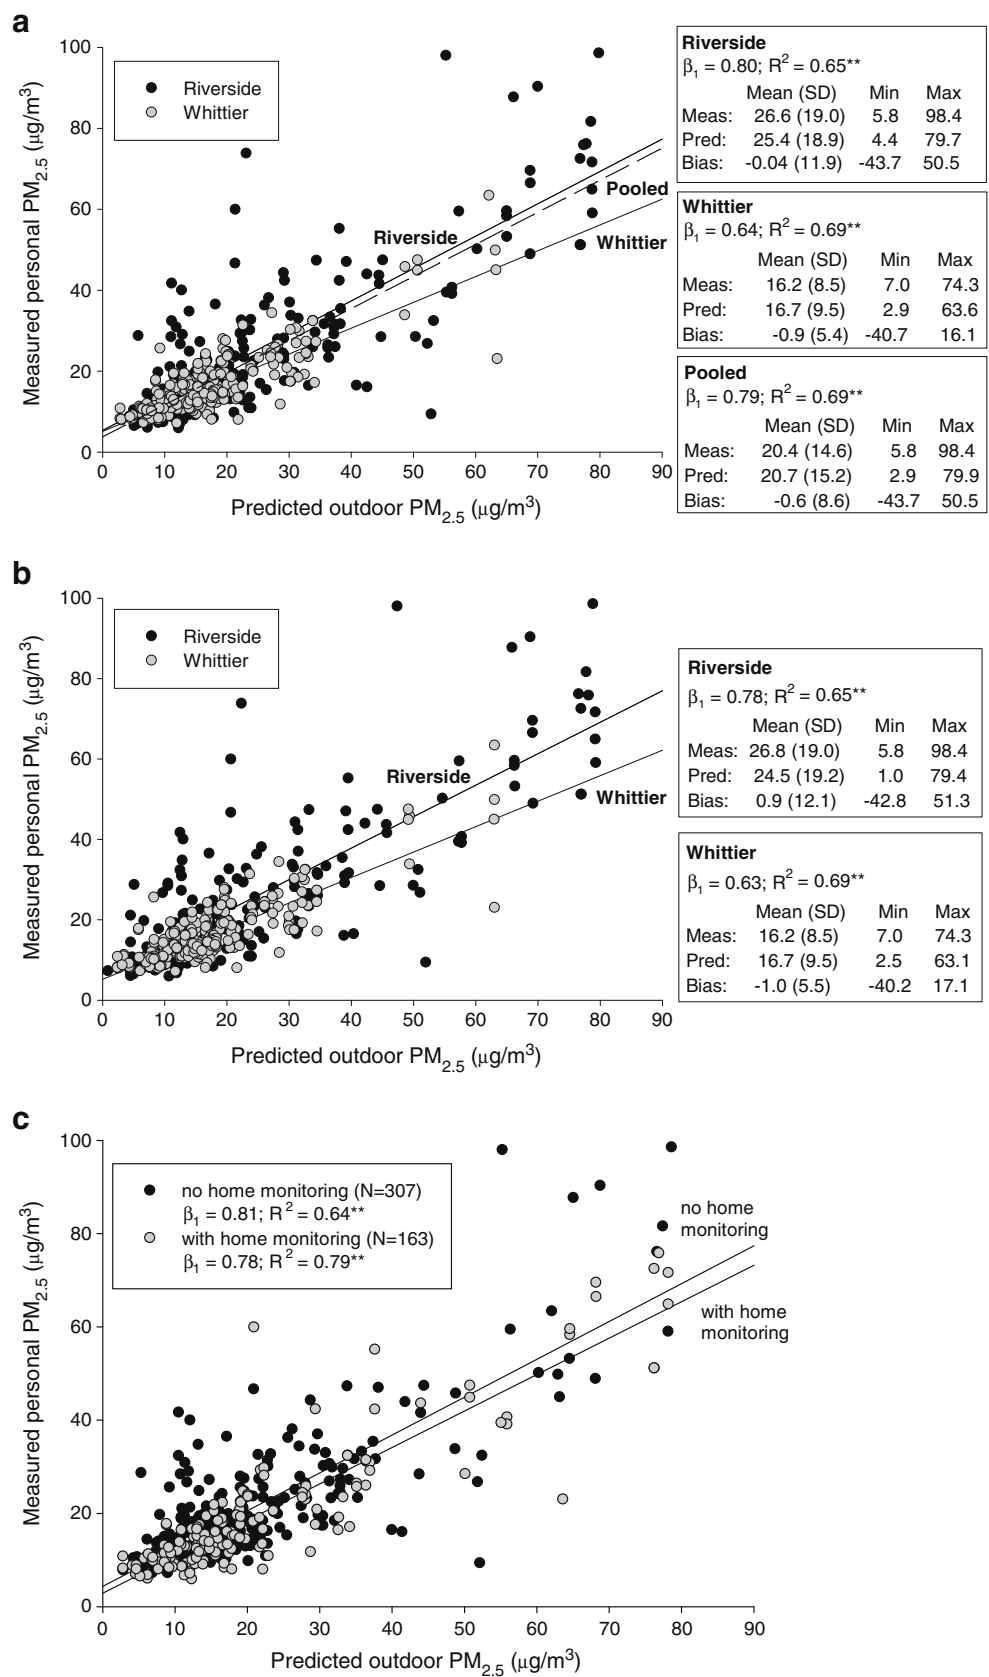 a
Measured personal PM2.5 (μg/m3)
100
80
60
40
20
0
Riverside
Whittier
Riverside
Pooled
Whittier
0 10 20 30 40 50 60 70 80 90
Predicted outdoor PM2.5 (μg/m3)
Riverside
β1 = 0.80; R2 = 0.65**
Mean (SD) Min Max
Meas: 26.6 (19.0) 5.8 98.4
Pred: 25.4 (18.9) 4.4 79.7
Bias: -0.04 (11.9) -43.7 50.5
Whittier
β1 = 0.64; R2 = 0.69**
Mean (SD) Min Max
Meas: 16.2 (8.5) 7.0 74.3
Pred: 16.7 (9.5) 2.9 63.6
Bias: -0.9 (5.4) -40.7 16.1
Pooled
β1 = 0.79; R2 = 0.69**
Mean (SD) Min Max
Meas: 20.4 (14.6) 5.8 98.4
Pred: 20.7 (15.2) 2.9 79.9
Bias: -0.6 (8.6) -43.7 50.5
b
Measured personal PM2.5 (μg/m3)
100
80
60
40
20
0
Riverside
Whittier
Riverside
Whittier
0 10 20 30 40 50 60 70 80 90
Predicted outdoor PM2.5 (μg/m3)
Riverside
β1 = 0.78; R2 = 0.65**
Mean (SD) Min Max
Meas: 26.8 (19.0) 5.8 98.4
Pred: 24.5 (19.2) 1.0 79.4
Bias: 0.9 (12.1) -42.8 51.3
Whittier
β1 = 0.63; R2 = 0.69**
Mean (SD) Min Max
Meas: 16.2 (8.5) 7.0 74.3
Pred: 16.7 (9.5) 2.5 63.1
Bias: -1.0 (5.5) -40.2 17.1
c
Measured personal PM2.5 (μg/m3)
100
80
60
40
20
0
no home monitoring (N=307)
β1 = 0.81; R2 = 0.64**
with home monitoring (N=163)
β1 = 0.78; R2 = 0.79**
no home
monitoring
with home
monitoring
0 10 20 30 40 50 60 70 80 90
Predicted outdoor PM2.5 (μg/m3)